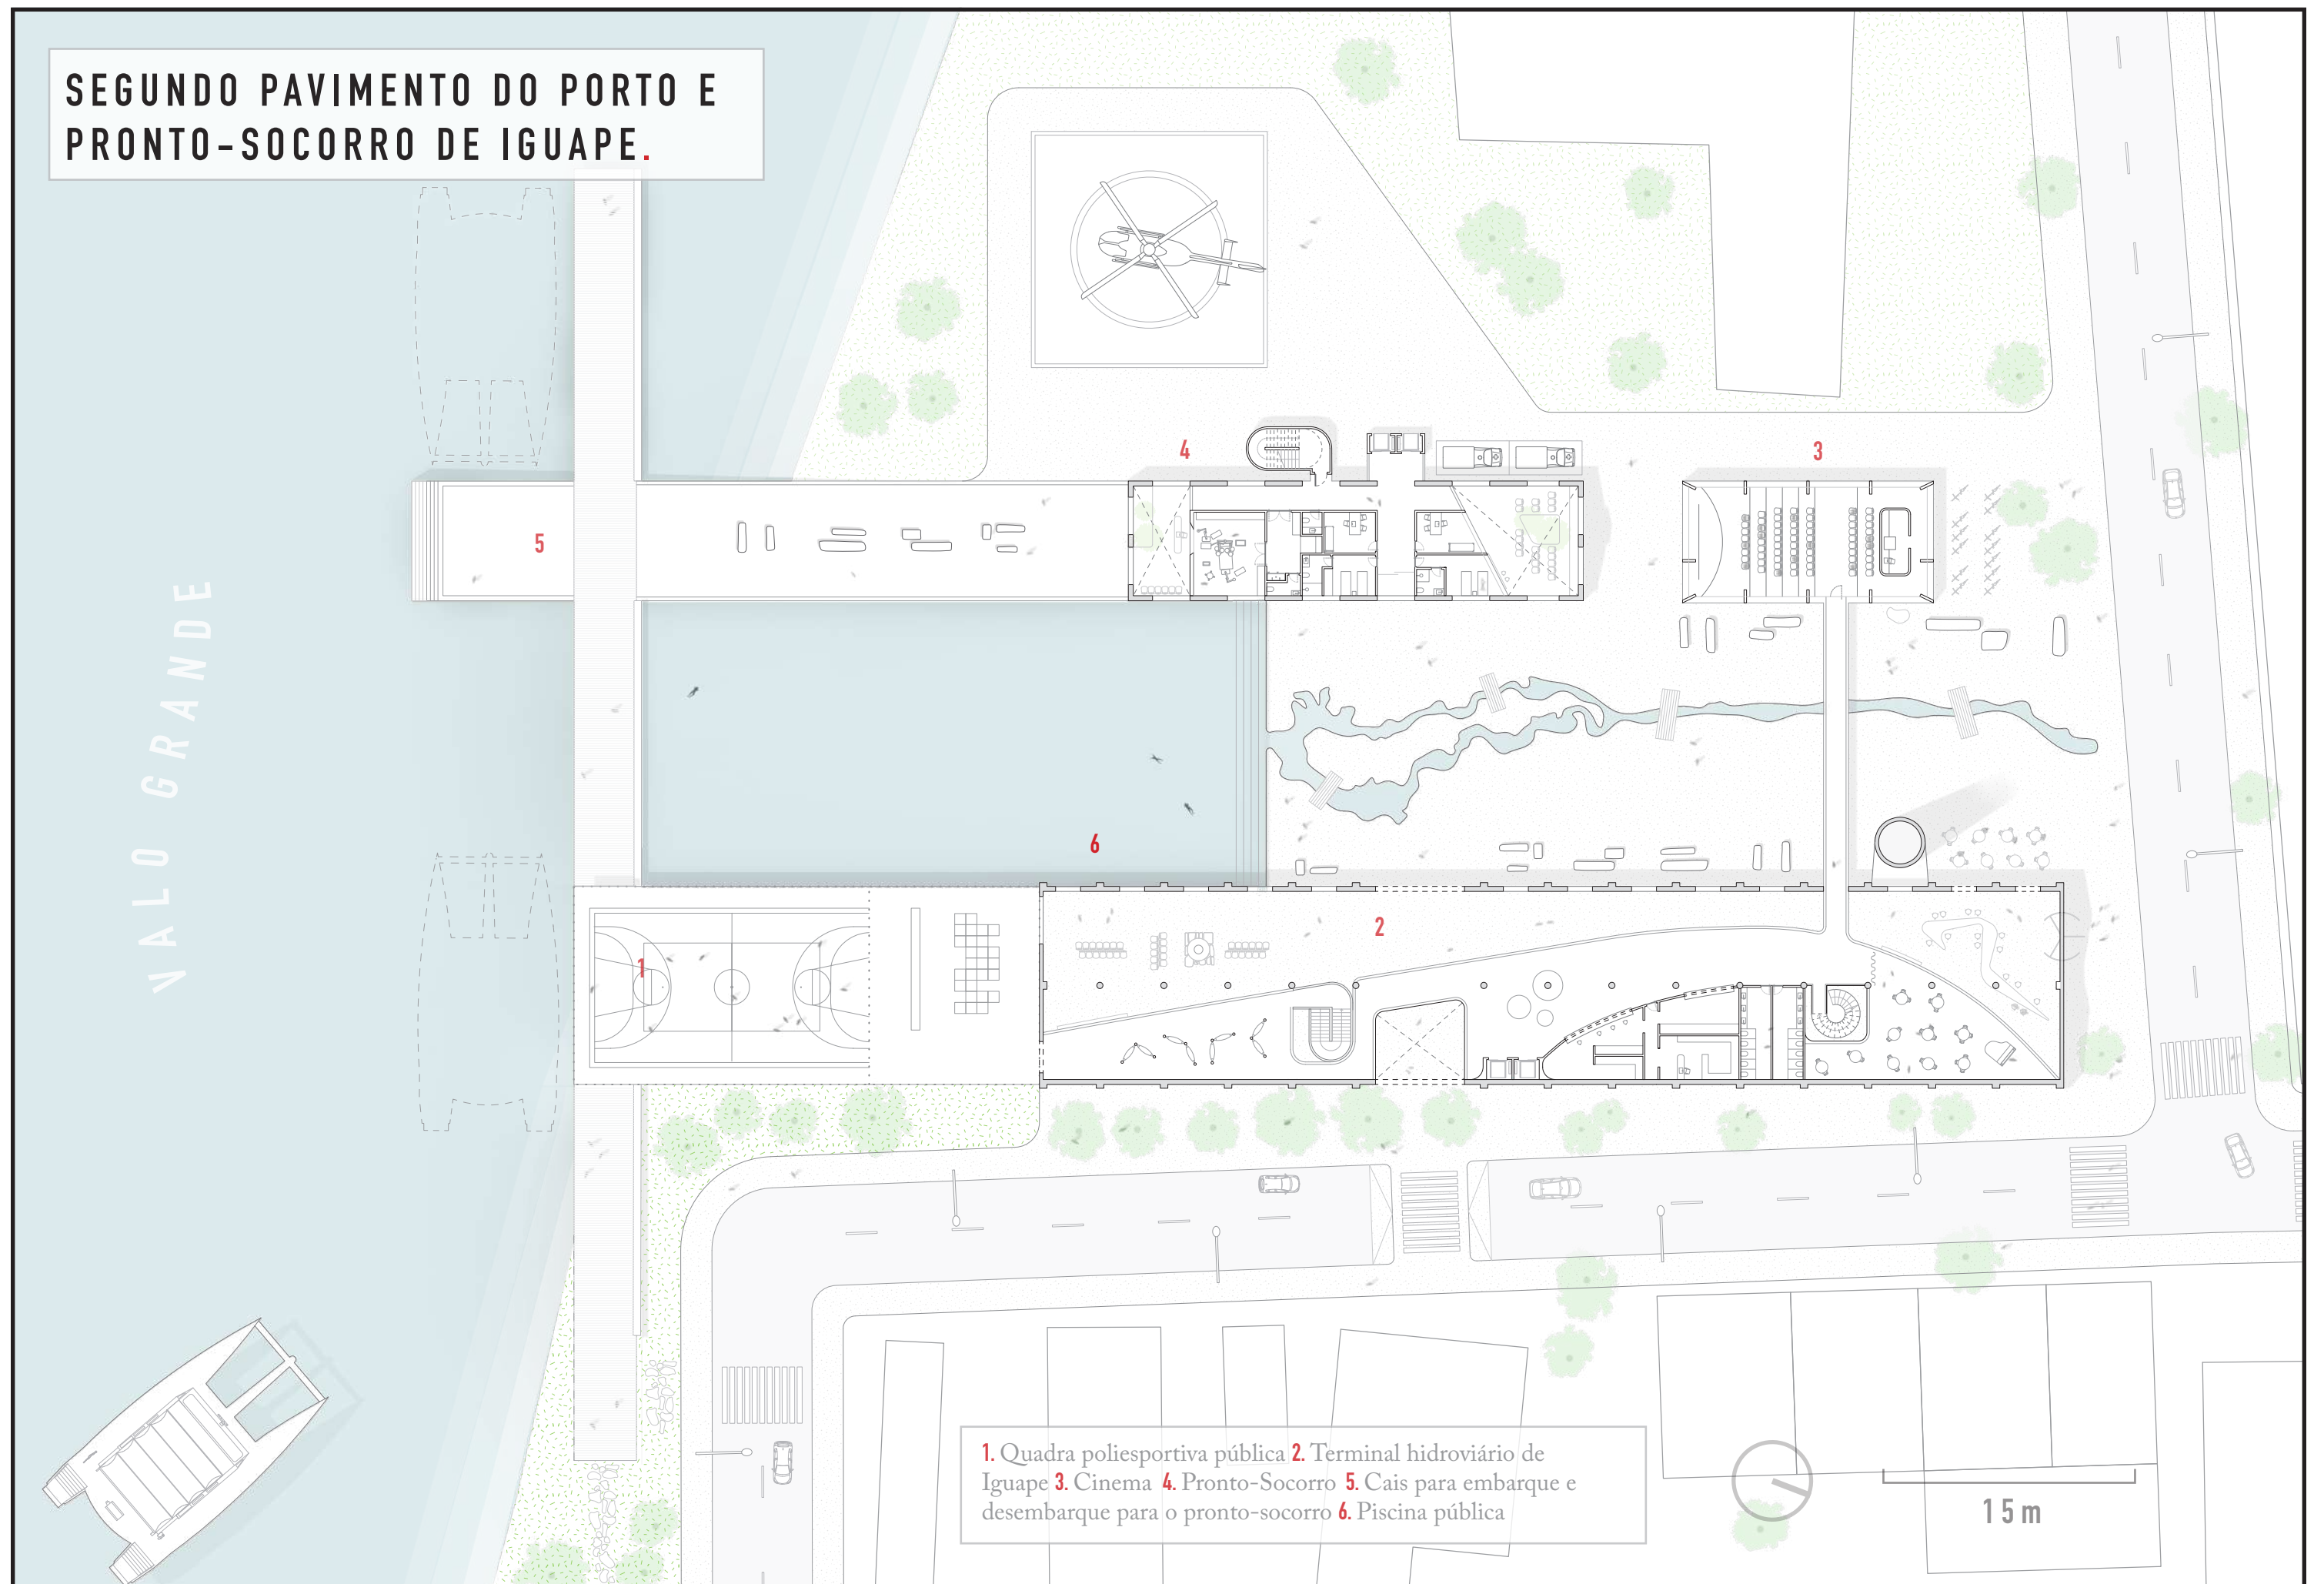 SEGUNDO PAVIMENTO DO PORTO E
PRONTO-SOCORRO DE IGUAPE.
4
3
5
VALO GRANDE
6
2
1
1. Quadra poliesportiva pública 2. Terminal hidroviário de
Iguape 3. Cinema 4. Pronto-Socorro 5. Cais para embarque e
desembarque para o pronto-socorro 6. Piscina pública
15m